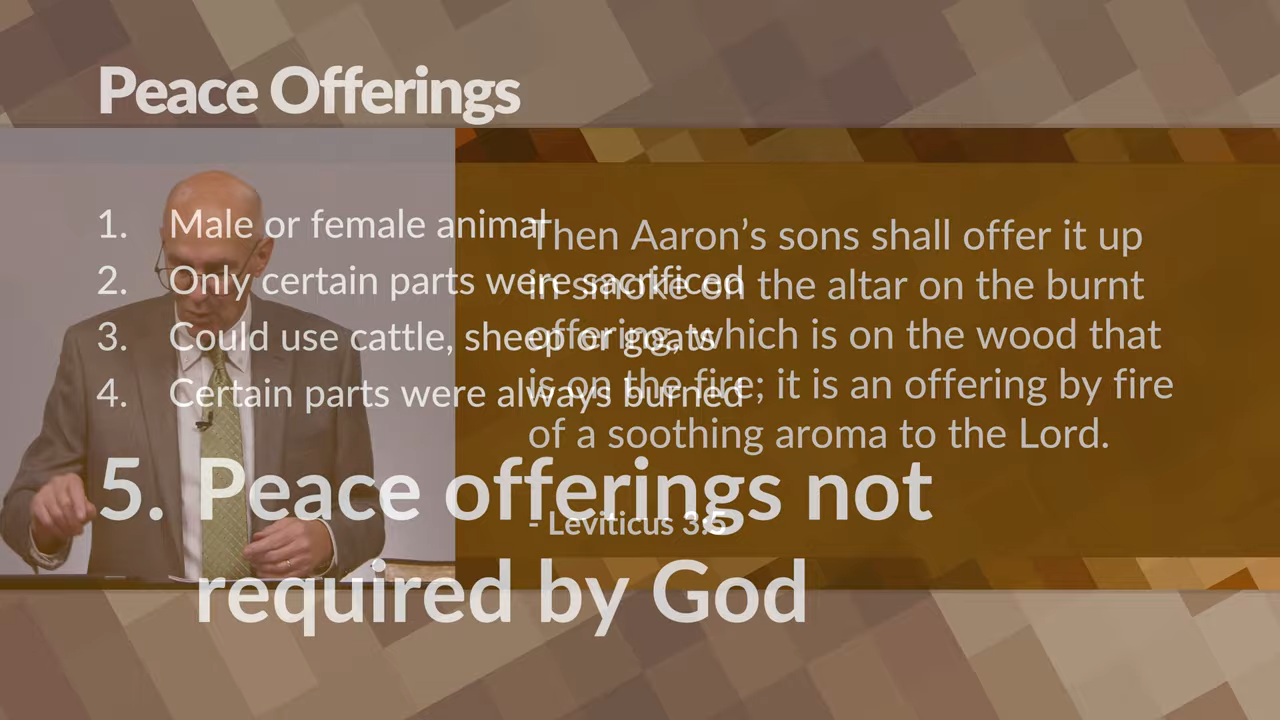 Peace Offerings
1. Male or female animal
2. Only certain parts were sacrificed
3. Could use cattle, sheep or goats
4. Certain parts were always burned
5. Peace offerings not
required by God
Then Aaron’s sons shall offer it up
in smoke on the altar on the burnt
offering, which is on the wood that
is on the fire; it is an offering by fire
of a soothing aroma to the Lord.
- Leviticus 3:5